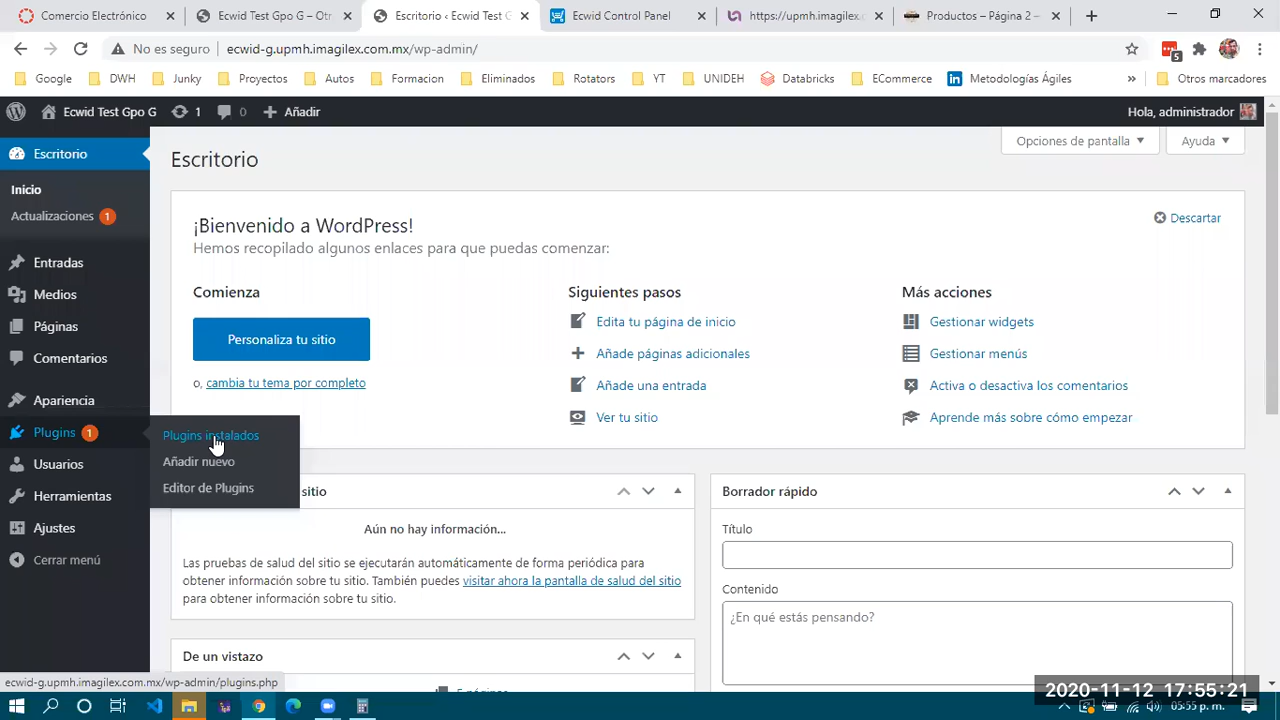 Comercio Electrónico
Ecwid Test Gpo G – Otr
Escritorio ‹ Ecwid Test G
Ecwid Control Panel
https://upmh.imagilex.com
Productos – Página 2 –
No es seguro
ecwid-g.upmh.imagilex.com.mx/wp-admin/
5
Google
DWH
Junky
Proyectos
Autos
Formacion
Eliminados
Rotators
YT
UNIDEH
Databricks
ECommerce
Metodologías Ágiles
»
Otros marcadores
Ecwid Test Gpo G
1
0
Añadir
Hola, administrador
Escritorio
Inicio
Actualizaciones 1
Entradas
Medios
Páginas
Comentarios
Apariencia
Plugins 1
Usuarios
Herramientas
Ajustes
Cerrar menú
Plugins instalados
Añadir nuevo
Editor de Plugins
Opciones de pantalla
Ayuda
Escritorio
¡Bienvenido a WordPress!
Descartar
Hemos recopilado algunos enlaces para que puedas comenzar:
Comienza
Personaliza tu sitio
o, cambia tu tema por completo
Siguientes pasos
Edita tu página de inicio
Añade páginas adicionales
Añade una entrada
Ver tu sitio
Más acciones
Gestionar widgets
Gestionar menús
Activa o desactiva los comentarios
Aprende más sobre cómo empezar
sitio
Aún no hay información...
Las pruebas de salud del sitio se ejecutarán automáticamente de forma periódica para
obtener información sobre tu sitio. También puedes visitar ahora la pantalla de salud del sitio
para obtener información sobre tu sitio.
De un vistazo
Borrador rápido
Título
Contenido
¿En qué estás pensando?
ecwid-g.upmh.imagilex.com.mx/wp-admin/plugins.php
2020-11-12 17:55:21
05:55 p. m.